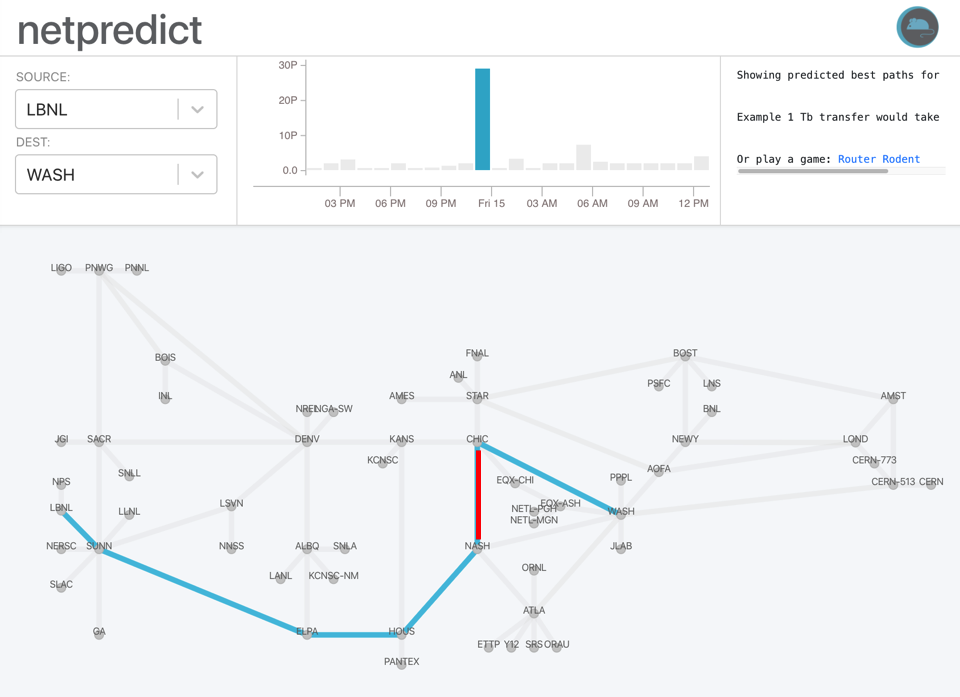 netpredict
SOURCE:
LBNL
DEST:
WASH
30P
20P
10P
0.0
03 PM 06 PM 09 PM Fri 15 03 AM 06 AM 09 AM 12 PM
Showing predicted best paths for
Example 1 Tb transfer would take
Or play a game: Router Rodent
LIGO PNWG PNNL
BOIS
FNAL
BOST
ANL
PSFC LNS
INL
AMES
STAR
AMST
NREL
NGA-SW
BNL
JGI SACR
DENV
KANS
CHIC
NEWY
LOND
KCNSC
CERN-773
SNLL
AOFA
NPS
EQX-CHI
PPPL
CERN-513 CERN
LBNL
LLNL
LSVN
EQX-ASH
NETL-PGH
WASH
NETL-MGN
NERSC SUNN
NNSS
ALBQ SNLA
NASH
JLAB
ORNL
SLAC
LANL KCNSC-NM
ATLA
GA
ELPA
HOUS
ETTP Y12 SRS ORAU
PANTEX